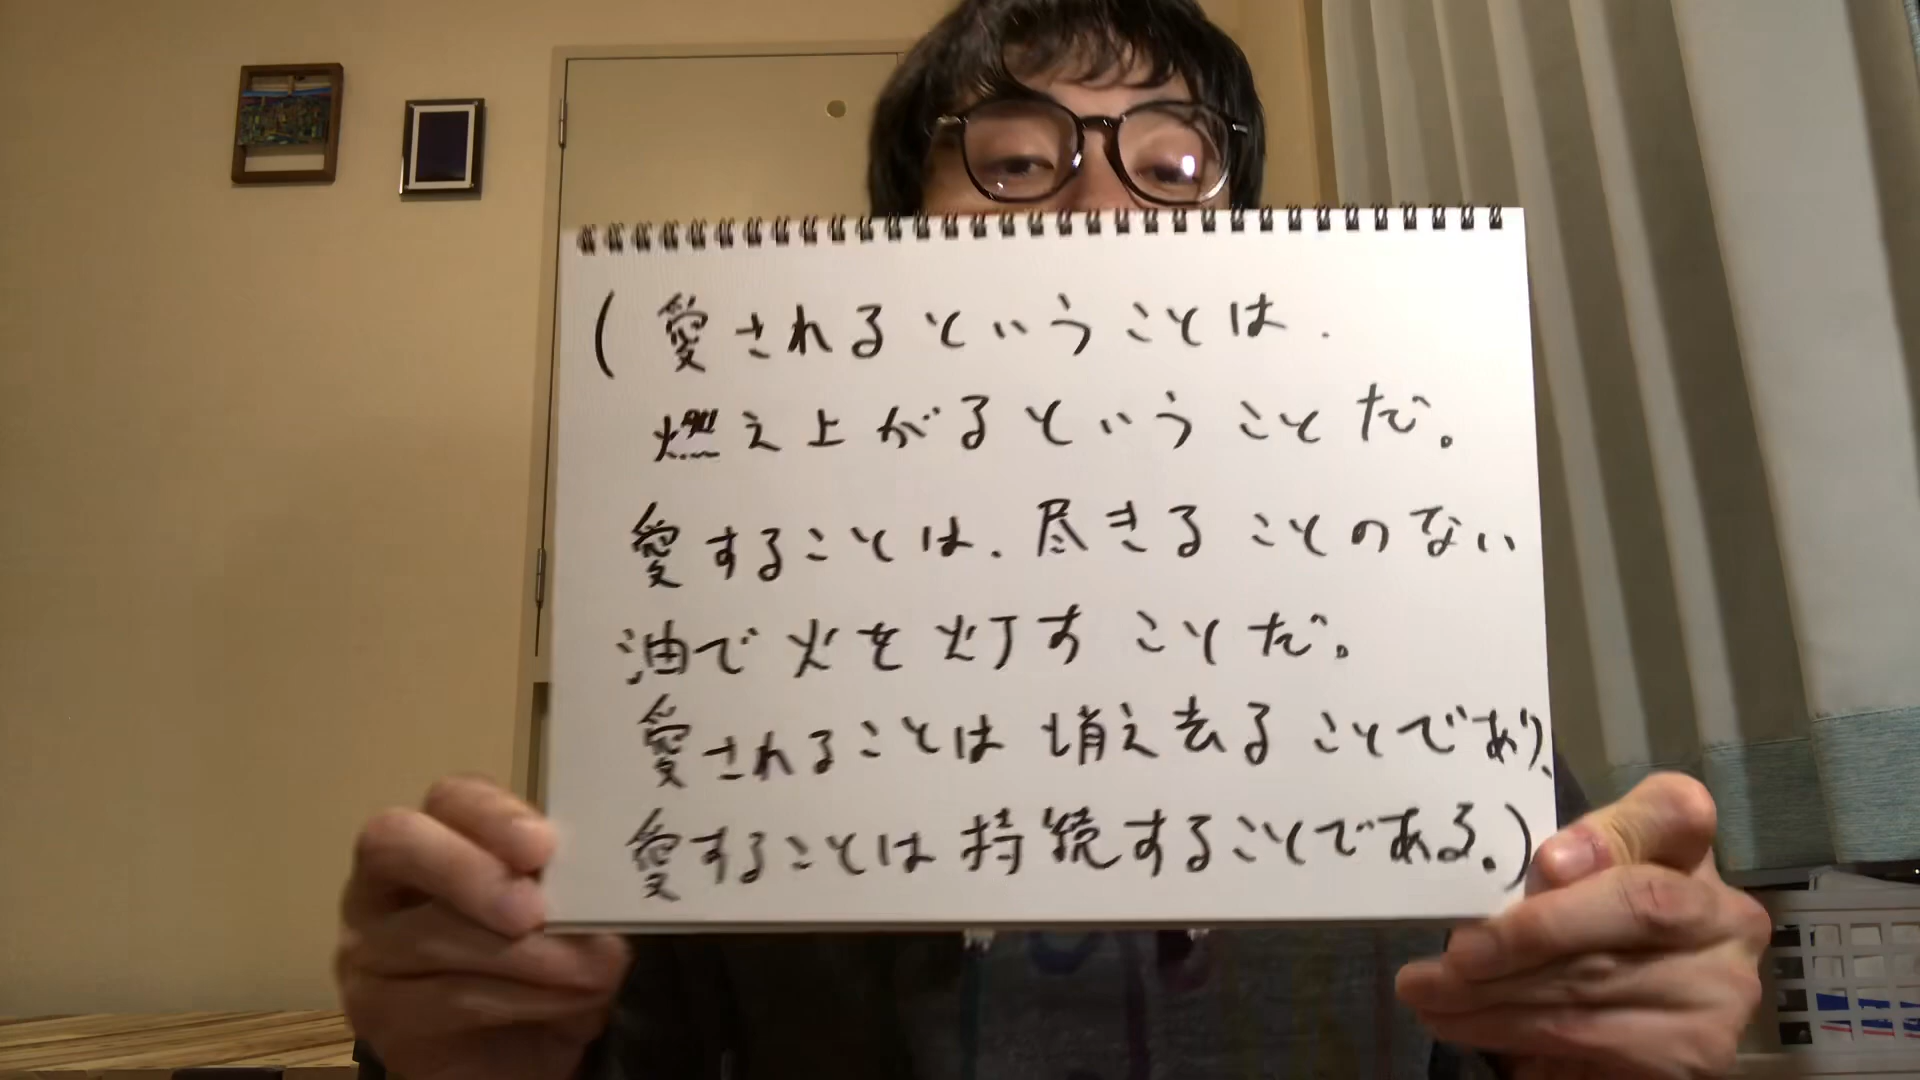 (愛されるということは、
燃え上がるということだ。
愛することは、尽きることのない
油で火を灯すことだ。
愛されることは消え去ることであり、
愛することは持続することである。)